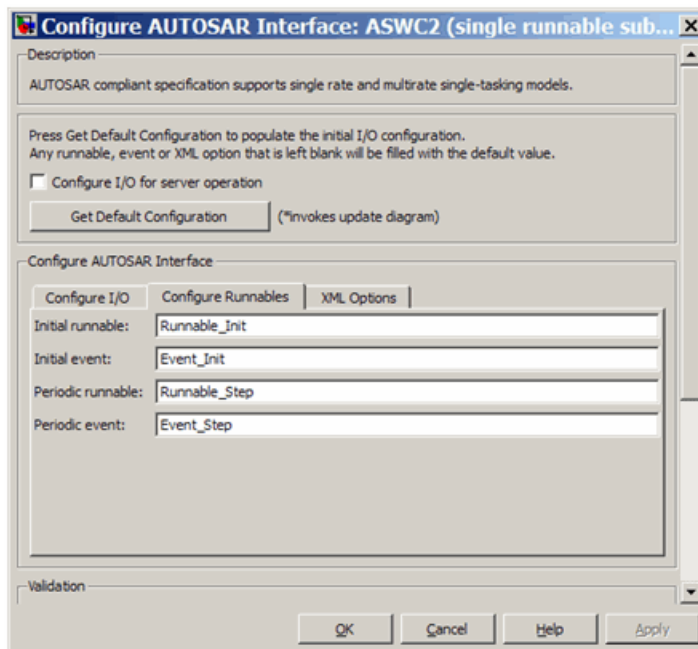 Configure AUTOSAR Interface: ASWC2 (single runnable sub...
Description
AUTOSAR compliant specification supports single rate and multirate single-tasking models.
Press Get Default Configuration to populate the initial I/O configuration.
Any runnable, event or XML option that is left blank will be filled with the default value.
Configure I/O for server operation
Get Default Configuration (*invokes update diagram)
Configure AUTOSAR Interface
Configure I/O Configure Runnables XML Options
Initial runnable: Runnable_Init
Initial event: Event_Init
Periodic runnable: Runnable_Step
Periodic event: Event_Step
Validation
OK Cancel Help Apply